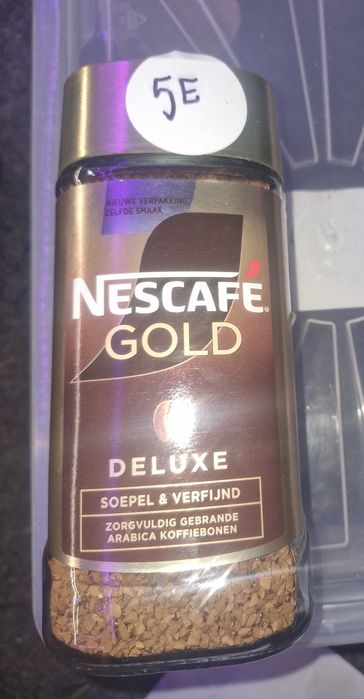 5E
NIEUWE VERPAKKING,
ZELFDE SMAAK
NESCAFÉ®
GOLD
DELUXE
SOEPEL & VERFIJND
ZORGVULDIG GEBRANDE
ARABICA KOFFIEBONEN